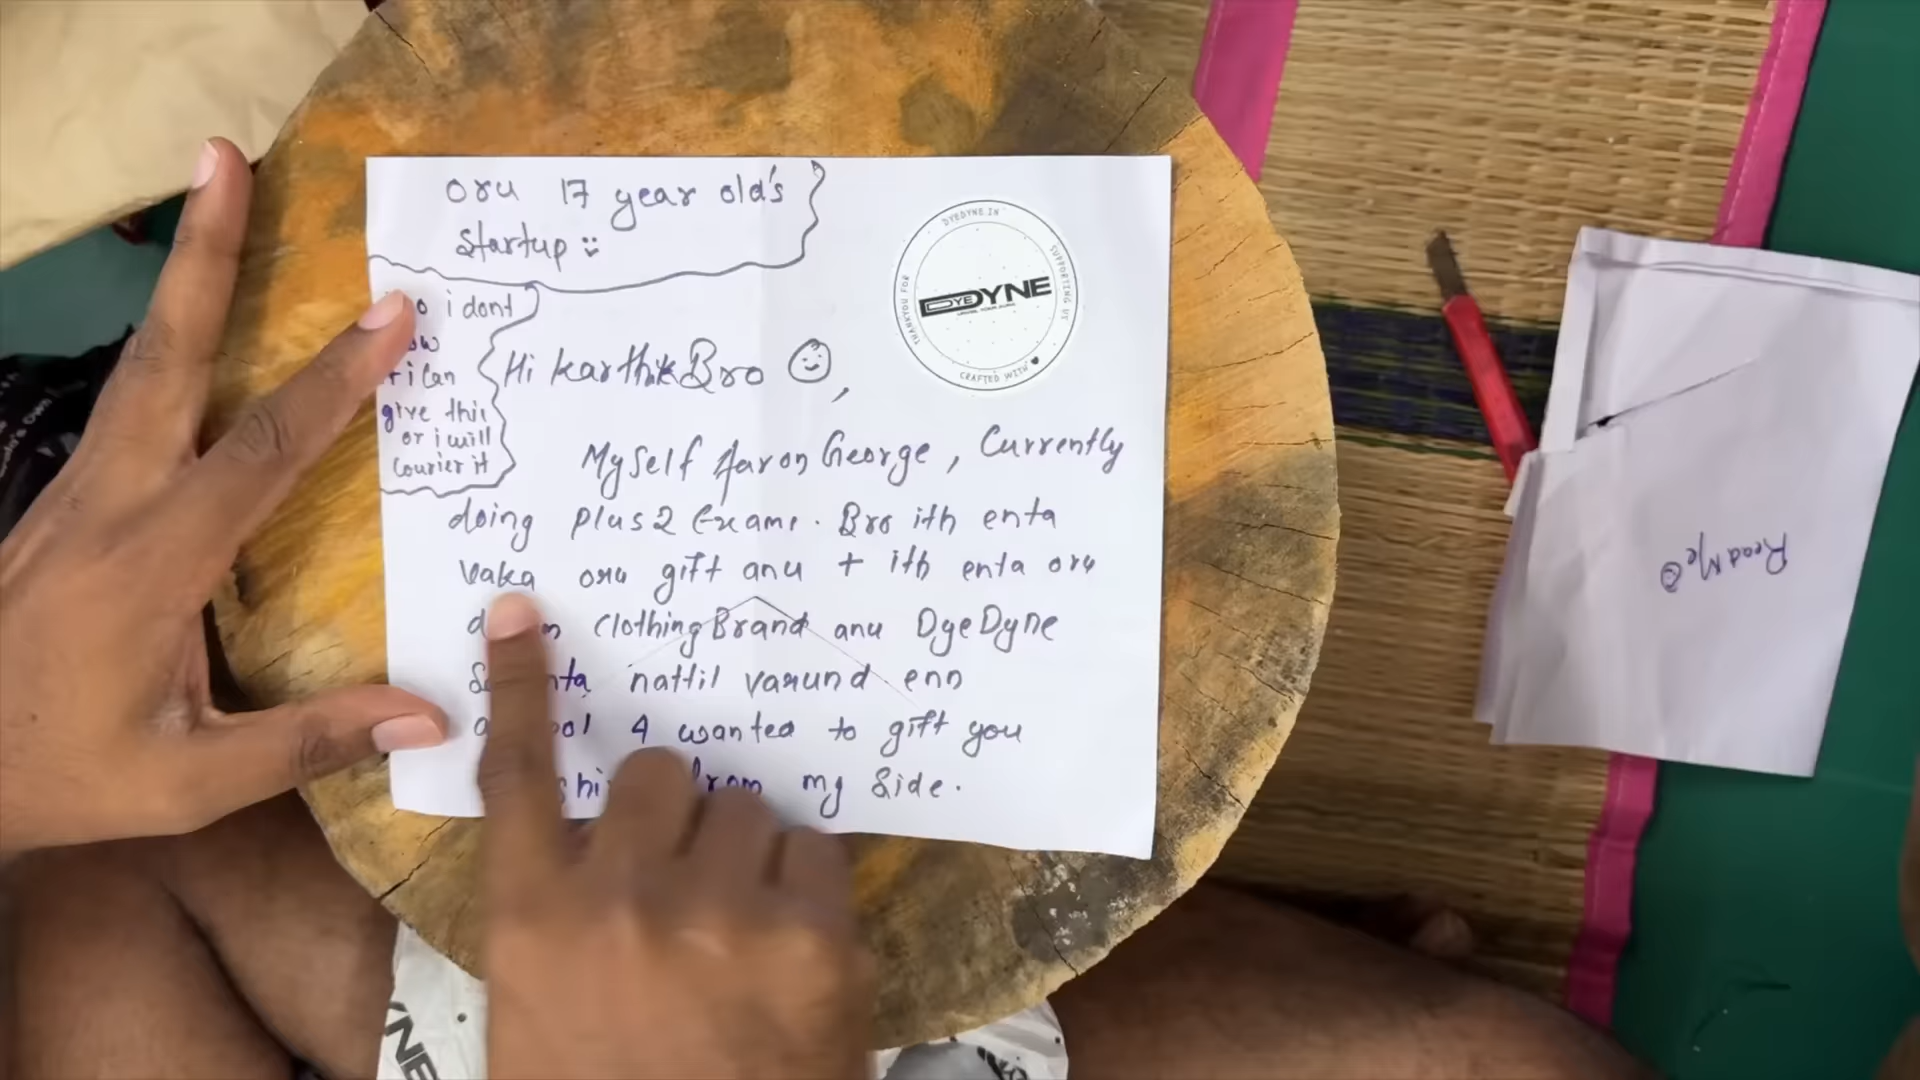 oru 17 year old's
startup
i dont
i can
give this
or i will
courier it
Hi karthik Bro ,
Myself Aaron George , Currently
doing plus2 Exams. Bro ith enta
vaka oru gift anu + ith enta oru
clothing Brand anu DyeDyne
nattil varund enn
4 wanted to gift you
from my side.
DYEDYNE.IN
THANKYOU FOR
SUPPORTING US
DYEDYNE
CRAFTED WITH
Read Me